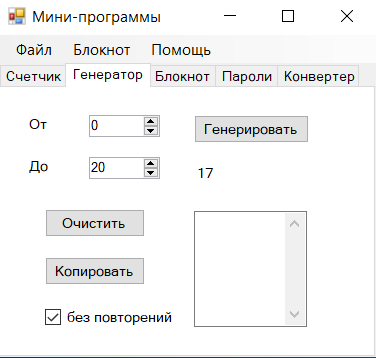 Мини-программы
Файл Блокнот Помощь
Счетчик Генератор Блокнот Пароли Конвертер
От 0 Генерировать
До 20 17
Очистить
Копировать
без повторений